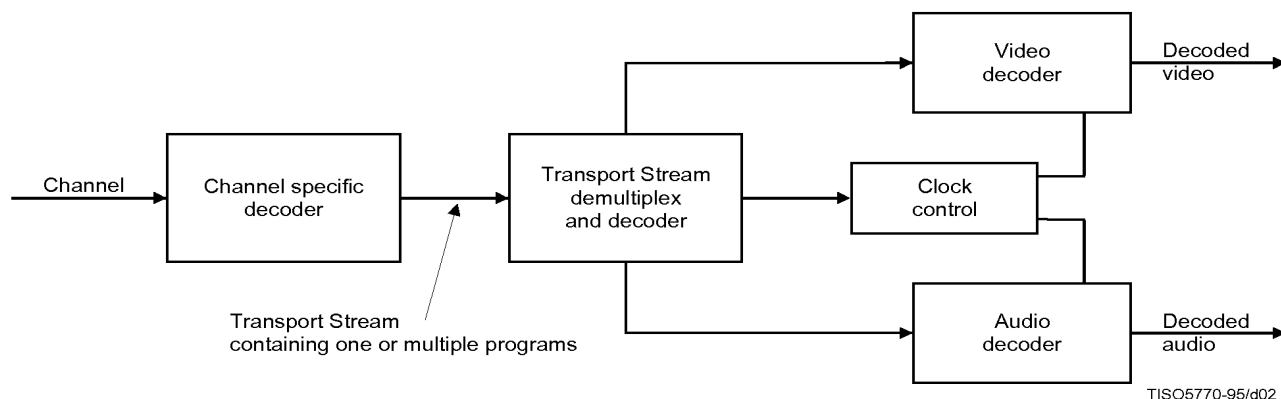 Channel
Channel specific
decoder
Transport Stream
containing one or multiple programs
Transport Stream
demultiplex
and decoder
Clock
control
Video
decoder
Decoded
video
Audio
decoder
Decoded
audio
TISO5770-95/d02